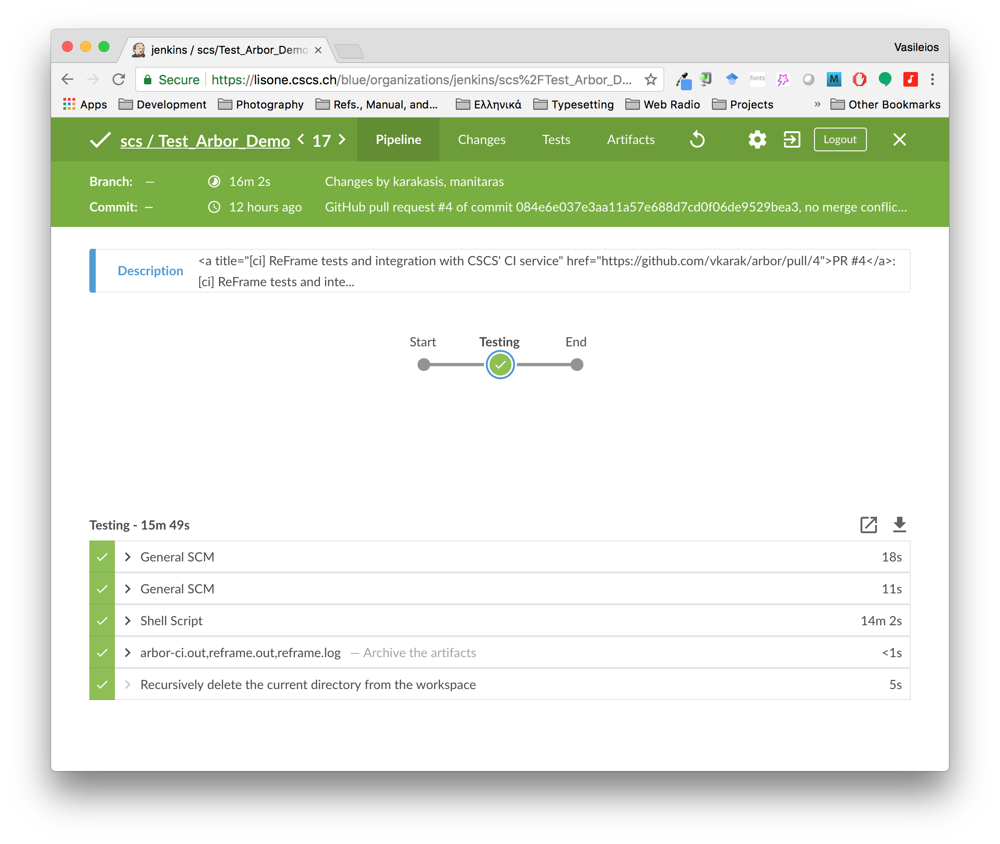 jenkins / scs/Test_Arbor_Demo
Vasileios
Secure https://lisone.cscs.ch/blue/organizations/jenkins/scs%2FTest_Arbor_D...
fonts
M
Apps Development Photography Refs., Manual, and... Ελληνικά Typesetting Web Radio Projects » Other Bookmarks
scs / Test_Arbor_Demo < 17 > Pipeline Changes Tests Artifacts Logout
Branch: — 16m 2s Changes by karakasis, manitaras
Commit: — 12 hours ago GitHub pull request #4 of commit 084e6e037e3aa11a57e688d7cd0f06de9529bea3, no merge conflic...
Description <a title="[ci] ReFrame tests and integration with CSCS' CI service" href="https://github.com/vkarak/arbor/pull/4">PR #4</a>:
[ci] ReFrame tests and inte...
Start Testing End
Testing - 15m 49s
General SCM 18s
General SCM 11s
Shell Script 14m 2s
arbor-ci.out,reframe.out,reframe.log — Archive the artifacts <1s
Recursively delete the current directory from the workspace 5s